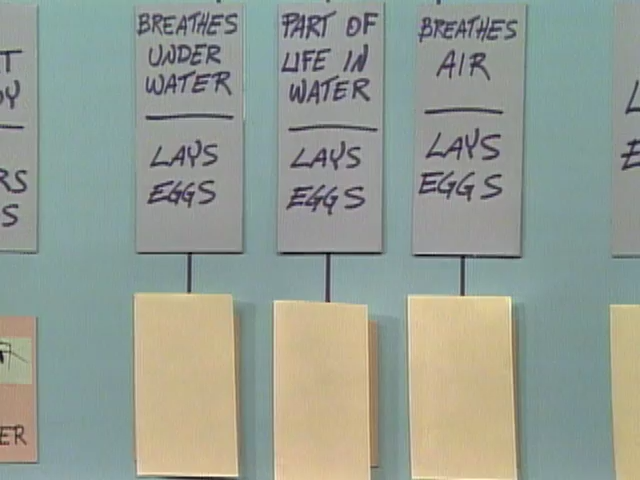 BREATHES
UNDER
WATER
LAYS
EGGS
PART OF
LIFE IN
WATER
LAYS
EGGS
BREATHES
AIR
LAYS
EGGS